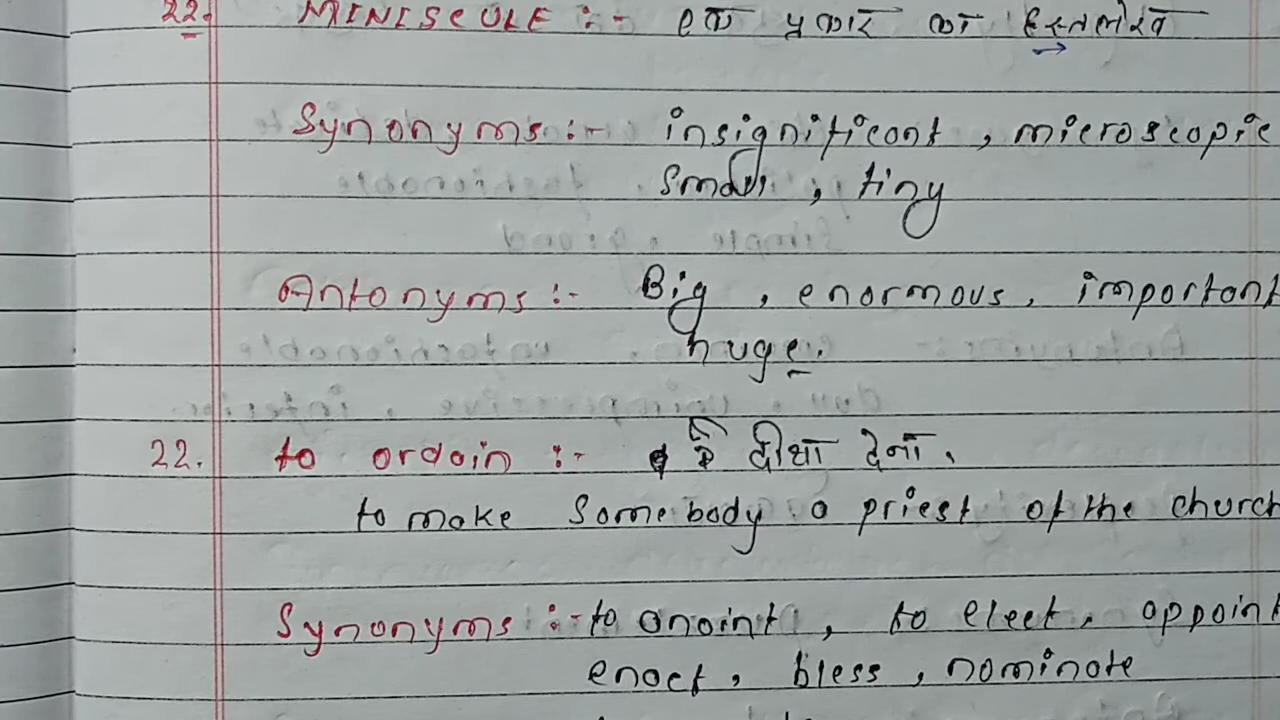 22. MINISCULE :- एक प्रकार का हस्तलेख
Synonyms :- insignificant, microscopic
small, tiny
Antonyms :- Big, enormous, important
huge.
22. to ordain :- में दीक्षा देना.
to make somebody a priest of the church
Synonyms :- to anoint, to elect, appoint
enact, bless, nominate